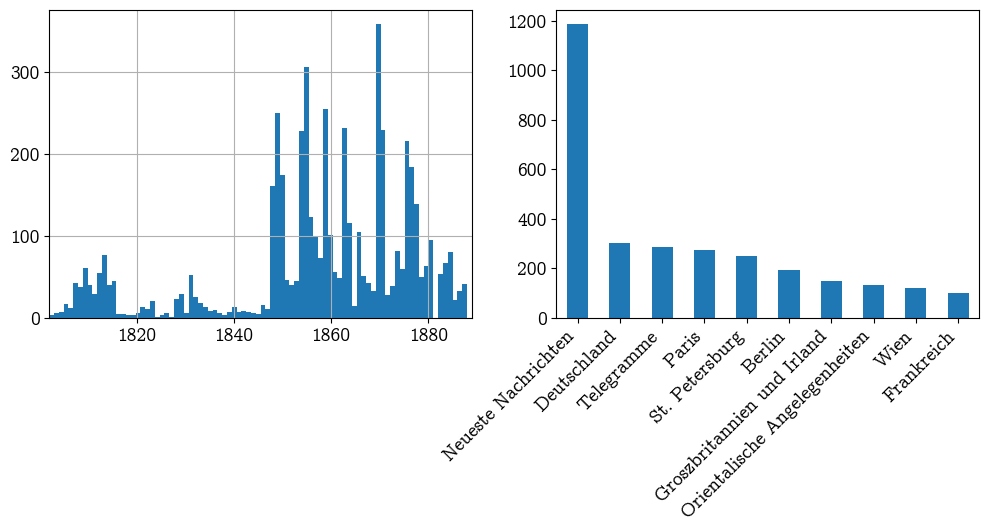 300
200
100
0
1820
1840
1860
1880
1200
1000
800
600
400
200
0
Neueste Nachrichten
Deutschland
Telegramme
Paris
St. Petersburg
Berlin
Groszbritannien und Irland
Orientalische Angelegenheiten
Wien
Frankreich